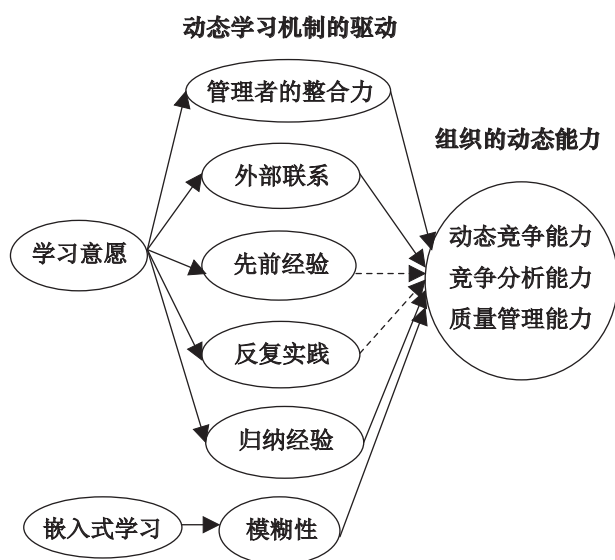 动态学习机制的驱动
管理者的整合力
组织的动态能力
外部联系
动态竞争能力
学习意愿
先前经验
竞争分析能力
质量管理能力
反复实践
归纳经验
嵌入式学习
模糊性